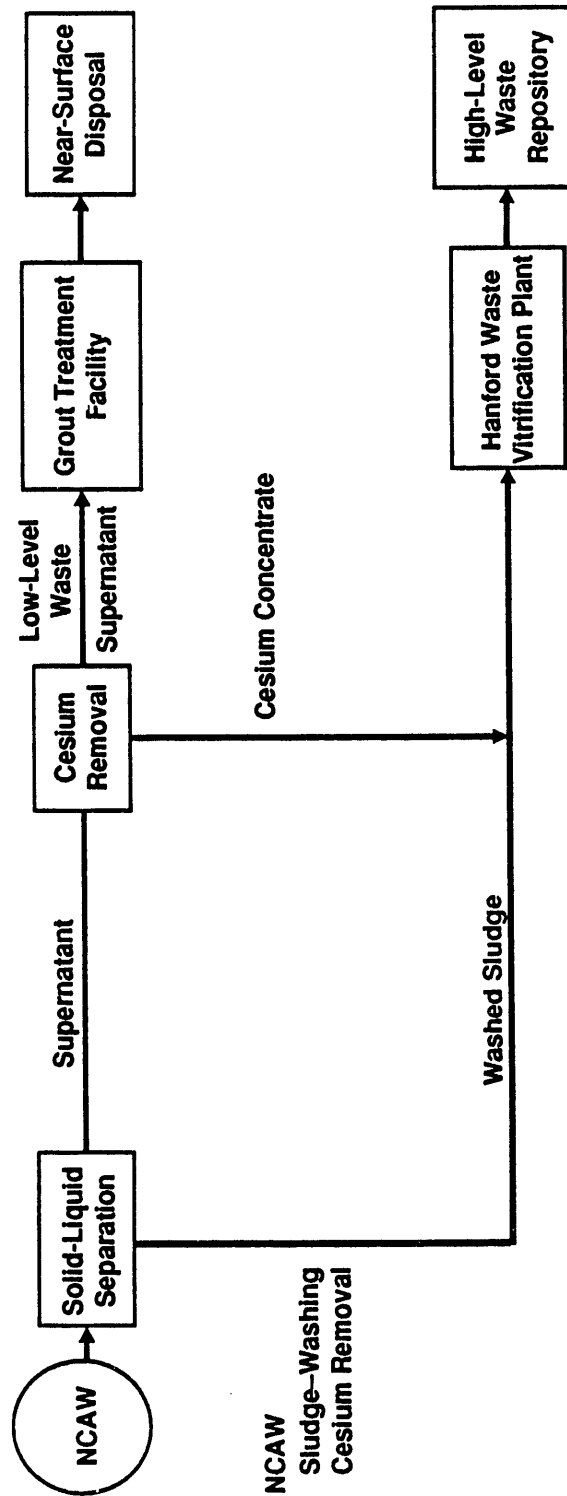 NCAW
Solid-Liquid
Separation
Supernatant
Cesium
Removal
Low-Level
Waste
Supernatant
Grout Treatment
Facility
Near-Surface
Disposal
Cesium Concentrate
NCAW
Sludge–Washing
Cesium Removal
Washed Sludge
Hanford Waste
Vitrification Plant
High-Level
Waste
Repository